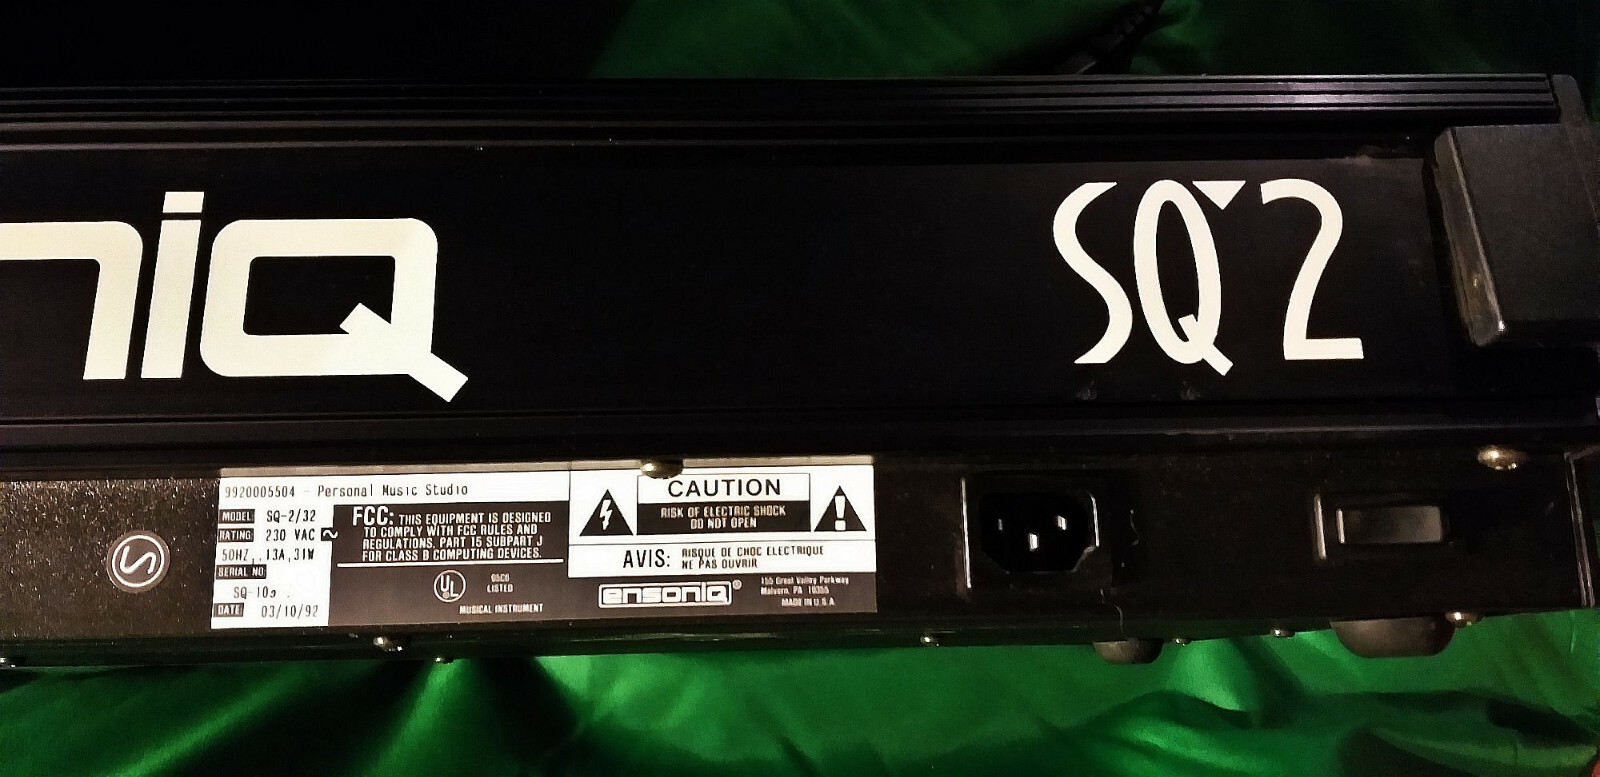 niQ
SQ2
9920005504 - Personal Music Studio
MODEL SQ-2/32
RATING: 230 VAC ~
50HZ, .13A, 31W
SERIAL NO:
SQ-10
DATE 03/10/92
FCC: THIS EQUIPMENT IS DESIGNED
TO COMPLY WITH FCC RULES AND
REGULATIONS, PART 15 SUBPART J
FOR CLASS B COMPUTING DEVICES.
UL
LISTED
MUSICAL INSTRUMENT
CAUTION
RISK OF ELECTRIC SHOCK
DO NOT OPEN
AVIS: RISQUE DE CHOC ELECTRIQUE
NE PAS OUVRIR
ensoniQ®
155 Great Valley Parkway
Malvern, PA 19355
MADE IN U.S.A.